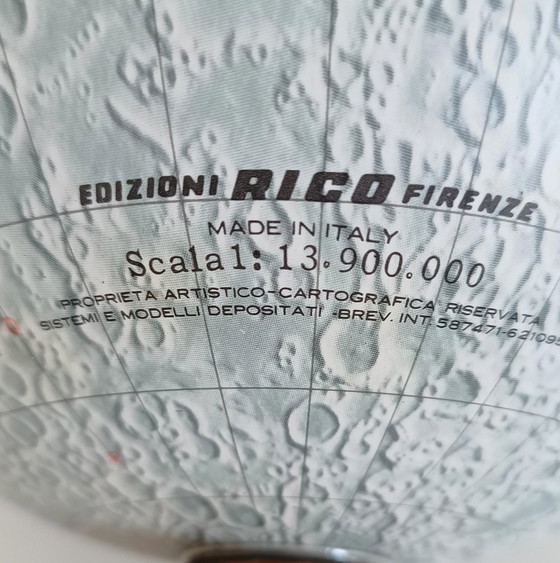 EDIZIONI RICO FIRENZE
MADE IN ITALY
Scala 1: 13.900.000
PROPRIETA ARTISTICO-CARTOGRAFICA RISERVATA
SISTEMI E MODELLI DEPOSITATI - BREV. INT. 587471-621095